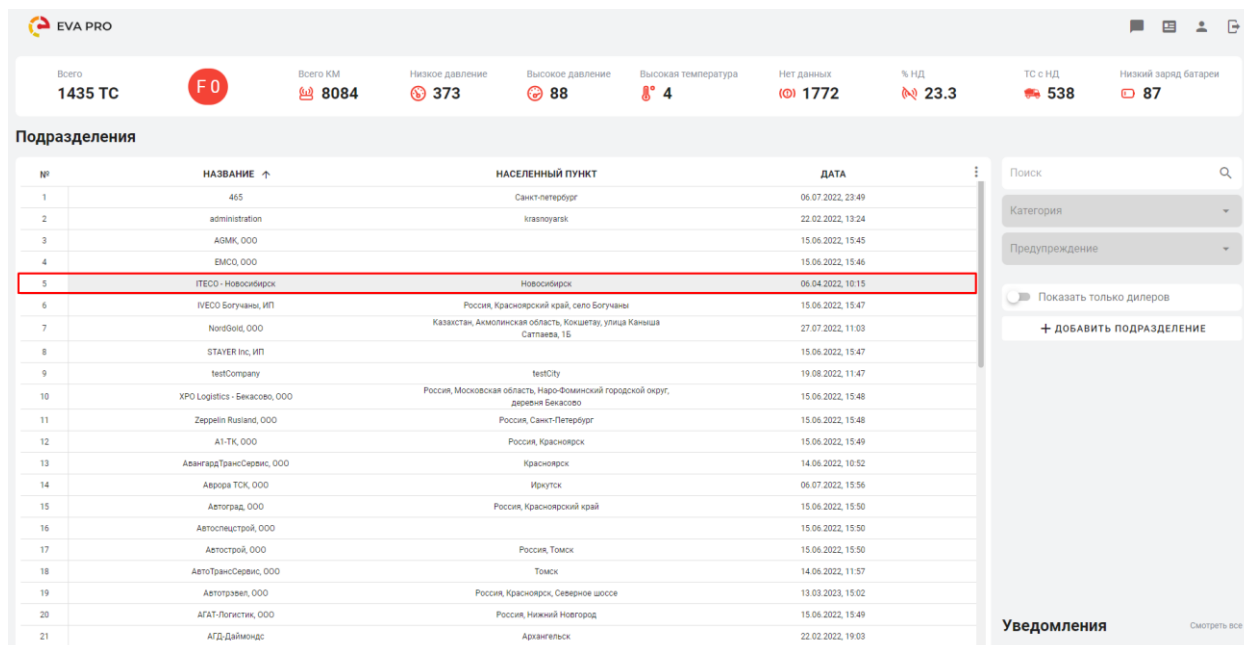 EVA PRO
Всего Всего КМ Низкое давление Высокое давление Высокая температура Нет данных % НД ТС с НД Низкий заряд батареи
1435 ТС F 0 8084 373 88 4 1772 23.3 538 87
Подразделения
№ НАЗВАНИЕ НАСЕЛЕННЫЙ ПУНКТ ДАТА
1 465 Санкт-петербург 06.07.2022, 23:49
2 administration krasnoyarsk 22.02.2022, 13:24
3 AGMK, ООО 15.06.2022, 15:45
4 EMCO, ООО 15.06.2022, 15:46
5 ITECO - Новосибирск Новосибирск 06.04.2022, 10:15
6 IVECO Богучаны, ИП Россия, Красноярский край, село Богучаны 15.06.2022, 15:47
7 NordGold, ООО Казахстан, Акмолинская область, Кокшетау, улица Каныша
Сатпаева, 1Б 27.07.2022, 11:03
8 STAYER Inc, ИП 15.06.2022, 15:47
9 testCompany testCity 19.08.2022, 11:47
10 XPO Logistics - Бекасово, ООО Россия, Московская область, Наро-Фоминский городской округ,
деревня Бекасово 15.06.2022, 15:48
11 Zeppelin Rusland, ООО Россия, Санкт-Петербург 15.06.2022, 15:48
12 А1-ТК, ООО Россия, Красноярск 15.06.2022, 15:49
13 АвангардТрансСервис, ООО Красноярск 14.06.2022, 10:52
14 Аврора ТСК, ООО Иркутск 06.07.2022, 15:56
15 Автоград, ООО Россия, Красноярский край 15.06.2022, 15:50
16 Автоспецстрой, ООО 15.06.2022, 15:50
17 Автострой, ООО Россия, Томск 15.06.2022, 15:50
18 АвтоТрансСервис, ООО Томск 14.06.2022, 11:57
19 Автотрэвел, ООО Россия, Красноярск, Северное шоссе 13.03.2023, 15:02
20 АГАТ-Логистик, ООО Россия, Нижний Новгород 15.06.2022, 15:49
21 АГД-Даймондс Архангельск 22.02.2022, 19:03
Поиск
Категория
Предупреждение
Показать только дилеров
+ ДОБАВИТЬ ПОДРАЗДЕЛЕНИЕ
Уведомления Смотреть все